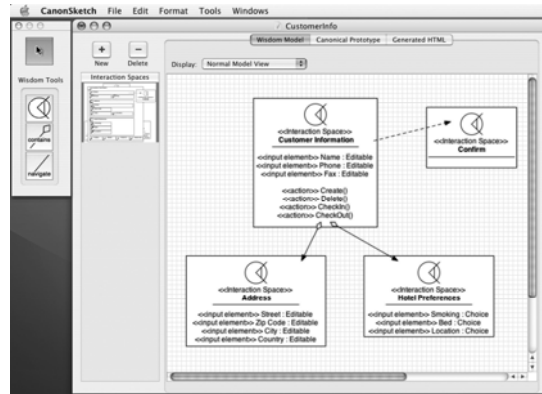 CanonSketch File Edit Format Tools Windows
CustomerInfo
Wisdom Model Canonical Prototype Generated HTML
New Delete
Display: Normal Model View
Wisdom Tools
contains
navigate
Interaction Spaces
<<Interaction Space>>
Customer Information
<<input element>> Name : Editable
<<input element>> Phone : Editable
<<input element>> Fax : Editable
<<action>> Create()
<<action>> Delete()
<<action>> CheckIn()
<<action>> CheckOut()
<<Interaction Space>>
Confirm
<<Interaction Space>>
Address
<<input element>> Street : Editable
<<input element>> Zip Code : Editable
<<input element>> City : Editable
<<input element>> Country : Editable
<<Interaction Space>>
Hotel Preferences
<<input element>> Smoking : Choice
<<input element>> Bed : Choice
<<input element>> Location : Choice